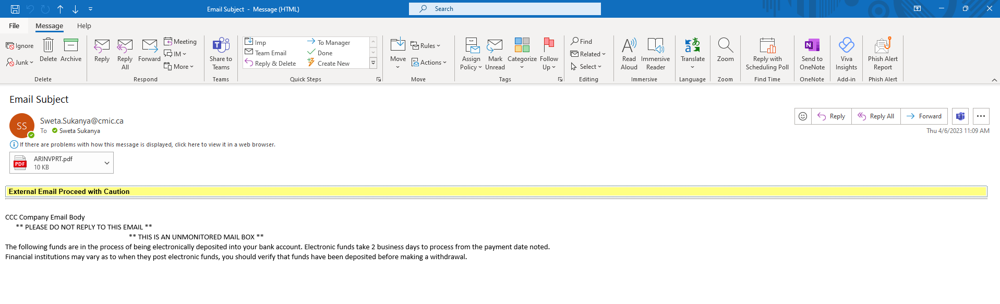 Email Subject - Message (HTML)
Search
File Message Help
Ignore
Junk
Delete
Archive
Delete
Reply
Reply All
Forward
Meeting
IM
More
Respond
Share to Teams
Teams
Imp
Team Email
Reply & Delete
To Manager
Done
Create New
Quick Steps
Move
Rules
Actions
Move
Assign Policy
Mark Unread
Categorize
Follow Up
Tags
Find
Related
Select
Editing
Read Aloud
Immersive Reader
Immersive
Translate
Language
Zoom
Zoom
Reply with Scheduling Poll
Find Time
Send to OneNote
OneNote
Viva Insights
Add-in
Phish Alert Report
Phish Alert
Email Subject
SS
Sweta.Sukanya@cmic.ca
To Sweta Sukanya
Reply
Reply All
Forward
Thu 4/6/2023 11:09 AM
If there are problems with how this message is displayed, click here to view it in a web browser.
PDF
ARINVPRT.pdf
10 KB
External Email Proceed with Caution
CCC Company Email Body
** PLEASE DO NOT REPLY TO THIS EMAIL **
** THIS IS AN UNMONITORED MAIL BOX **
The following funds are in the process of being electronically deposited into your bank account. Electronic funds take 2 business days to process from the payment date noted.
Financial institutions may vary as to when they post electronic funds, you should verify that funds have been deposited before making a withdrawal.